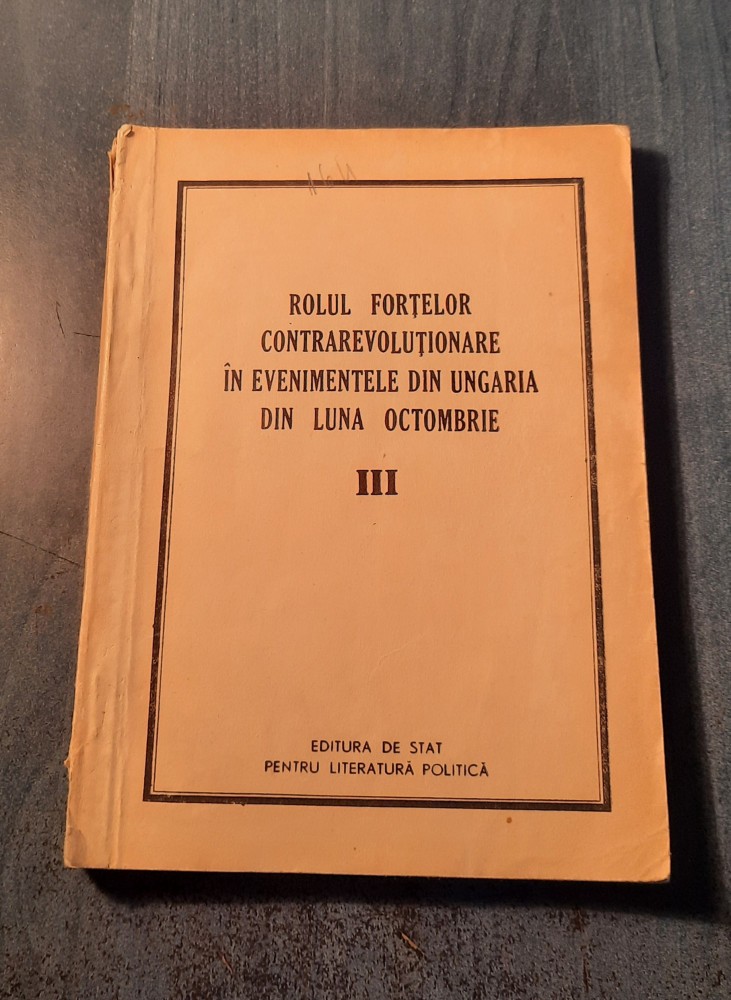 ROLUL FORȚELOR
CONTRAREVOLUȚIONARE
ÎN EVENIMENTELE DIN UNGARIA
DIN LUNA OCTOMBRIE
III
EDITURA DE STAT
PENTRU LITERATURĂ POLITICĂ